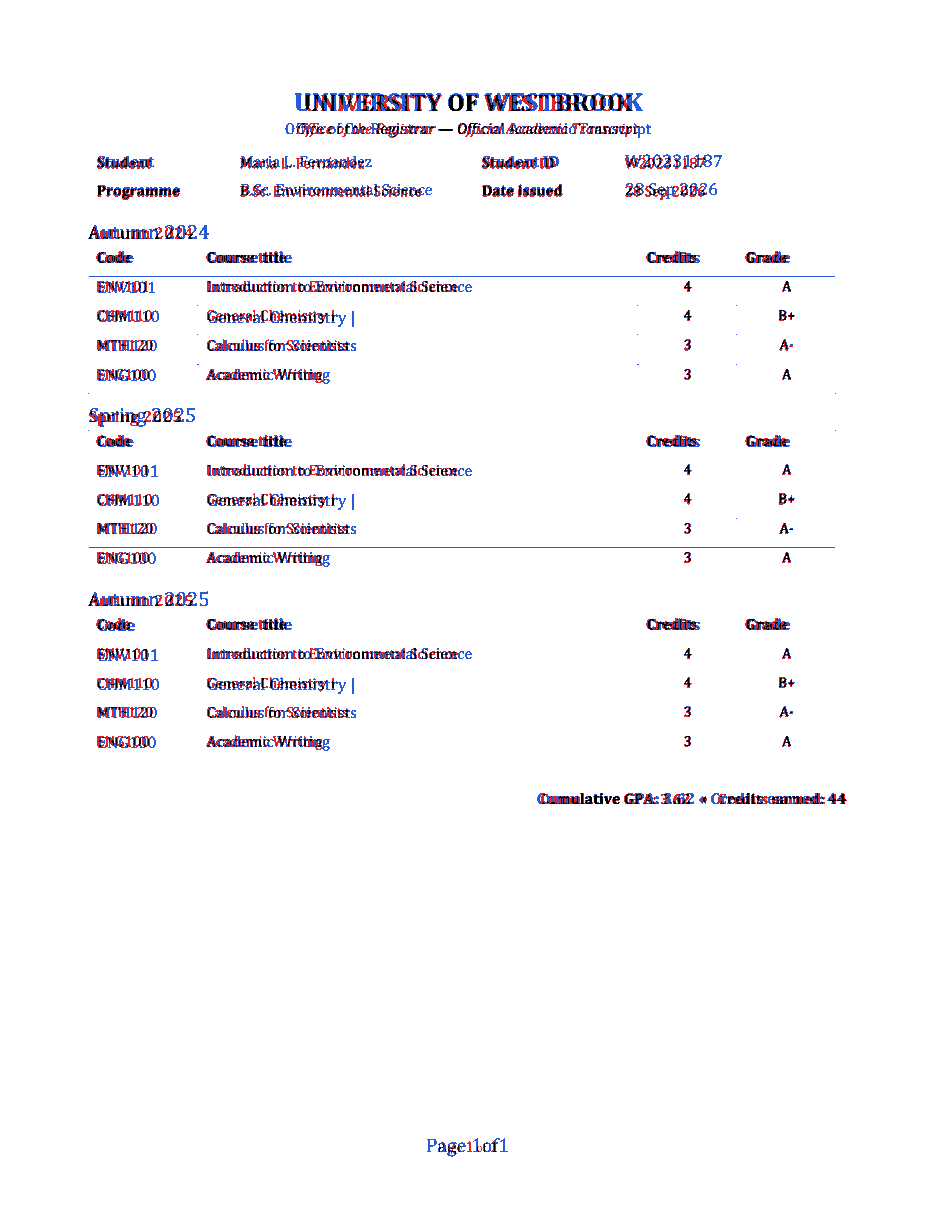 UNIVERSITY OF WESTBROOK
Office of the Registrar — Official Academic Transcript
Student Maria L. Fernandez Student ID W20231187
Programme B.Sc. Environmental Science Date issued 28 Sep 2026
Autumn 2024
Code Course title Credits Grade
ENV101 Introduction to Environmental Science 4 A
CHM110 General Chemistry I 4 B+
MTH120 Calculus for Scientists 3 A-
ENG100 Academic Writing 3 A
Spring 2025
Code Course title Credits Grade
ENV101 Introduction to Environmental Science 4 A
CHM110 General Chemistry I 4 B+
MTH120 Calculus for Scientists 3 A-
ENG100 Academic Writing 3 A
Autumn 2025
Code Course title Credits Grade
ENV101 Introduction to Environmental Science 4 A
CHM110 General Chemistry I 4 B+
MTH120 Calculus for Scientists 3 A-
ENG100 Academic Writing 3 A
Cumulative GPA: 3.62 • Credits earned: 44
Page 1 of 1